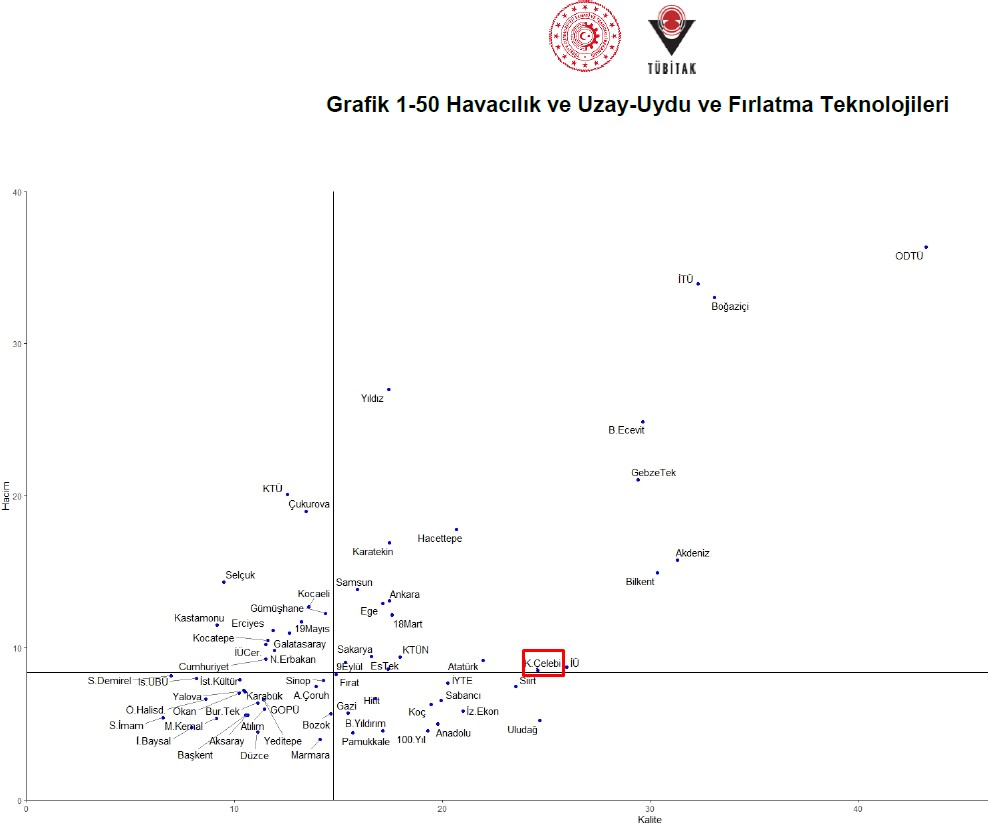 TÜBİTAK
Grafik 1-50 Havacılık ve Uzay-Uydu ve Fırlatma Teknolojileri
40
ODTÜ
İTÜ
Boğaziçi
30
Yıldız
B.Ecevit
GebzeTek
KTÜ
20
Çukurova
Hacettepe
Karatekin
Akdeniz
Selçuk
Bilkent
Samsun
Kocaeli
Ankara
Gümüşhane
Ege
Kastamonu
Erciyes
19Mayıs
18Mart
Kocatepe
Galatasaray
10
İÜCer.
Sakarya
KTÜN
N.Erbakan
Cumhuriyet
9Eylül
EsTek
Atatürk
K.Çelebi
İÜ
S.Demirel
Is.UBÜ
İst.Kültür
Sinop
Fırat
İYTE
Siirt
Yalova
Karabük
A.Çoruh
Hitit
Sabancı
Ö.Halisd.
Okan
Bur.Tek
GOPÜ
Gazi
Koç
İz.Ekon
S.İmam
M.Kemal
Atılım
Bozok
B.Yıldırım
Uludağ
Anadolu
İ.Baysal
Aksaray
Yeditepe
Pamukkale
100.Yıl
Başkent
Düzce
Marmara
0
0
10
20
30
40
Hacim
Kalite